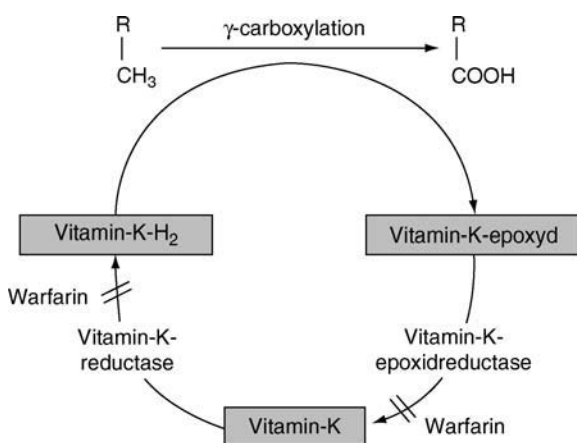 R
γ-carboxylation
R
CH₃
COOH
Vitamin-K-H₂
Vitamin-K-epoxyd
Warfarin
Vitamin-K-
reductase
Vitamin-K-
epoxidreductase
Vitamin-K
Warfarin